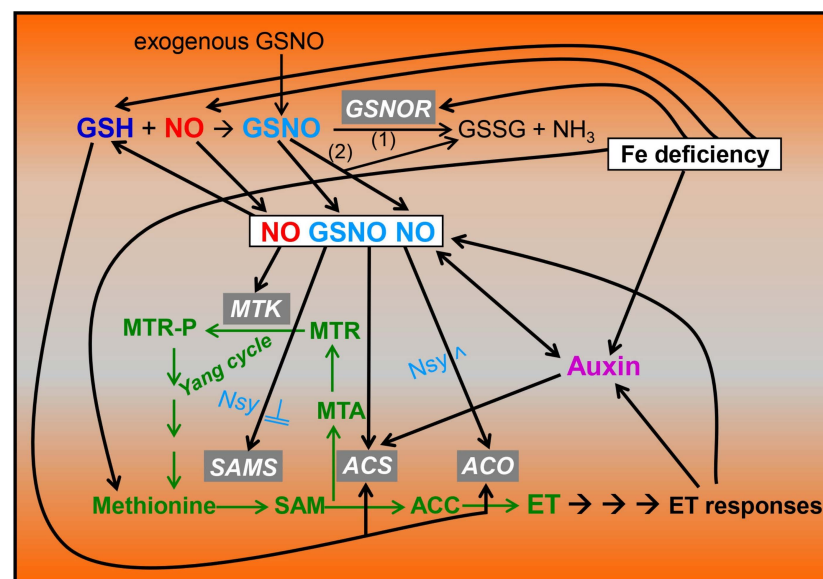 exogenous GSNO
GSNOR
GSH + NO → GSNO (1) GSSG + NH3
(2)
Fe deficiency
NO GSNO NO
MTK
MTR-P MTR
Yang cycle
Nsy ^
Auxin
Nsy ⊥
MTA
SAMS ACS ACO
Methionine SAM ACC ET → → → ET responses